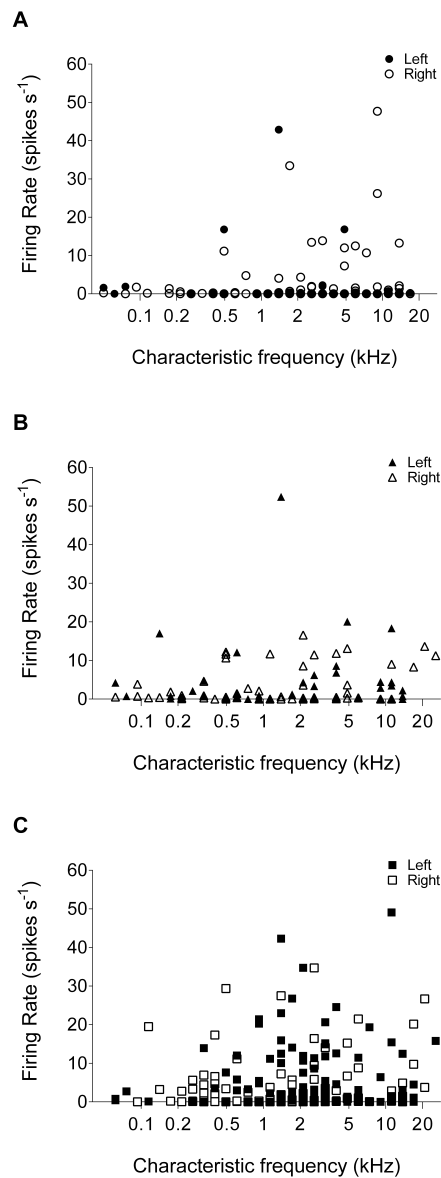 A
Left
Right
60
50
40
30
20
10
0
Firing Rate (spikes s-1)
0.1 0.2 0.5 1 2 5 10 20
Characteristic frequency (kHz)
B
Left
Right
60
50
40
30
20
10
0
Firing Rate (spikes s-1)
0.1 0.2 0.5 1 2 5 10 20
Characteristic frequency (kHz)
C
Left
Right
60
50
40
30
20
10
0
Firing Rate (spikes s-1)
0.1 0.2 0.5 1 2 5 10 20
Characteristic frequency (kHz)